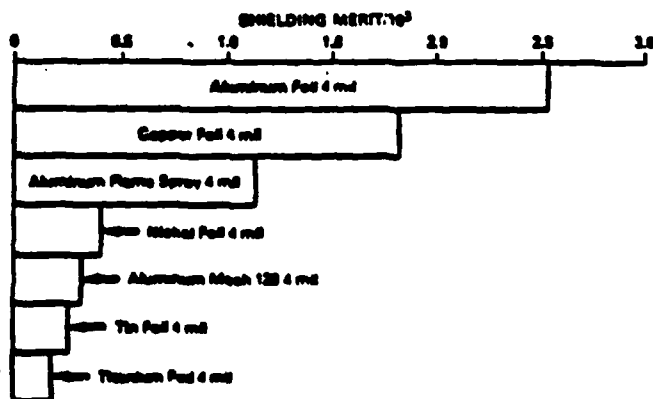 SHIELDING MERIT/10³
0 0.5 1.0 1.5 2.0 2.5 3.0
Aluminum Foil 4 mil
Copper Foil 4 mil
Aluminum Flame Spray 4 mil
Nickel Foil 4 mil
Aluminum Mesh 120 4 mil
Tin Foil 4 mil
Titanium Foil 4 mil